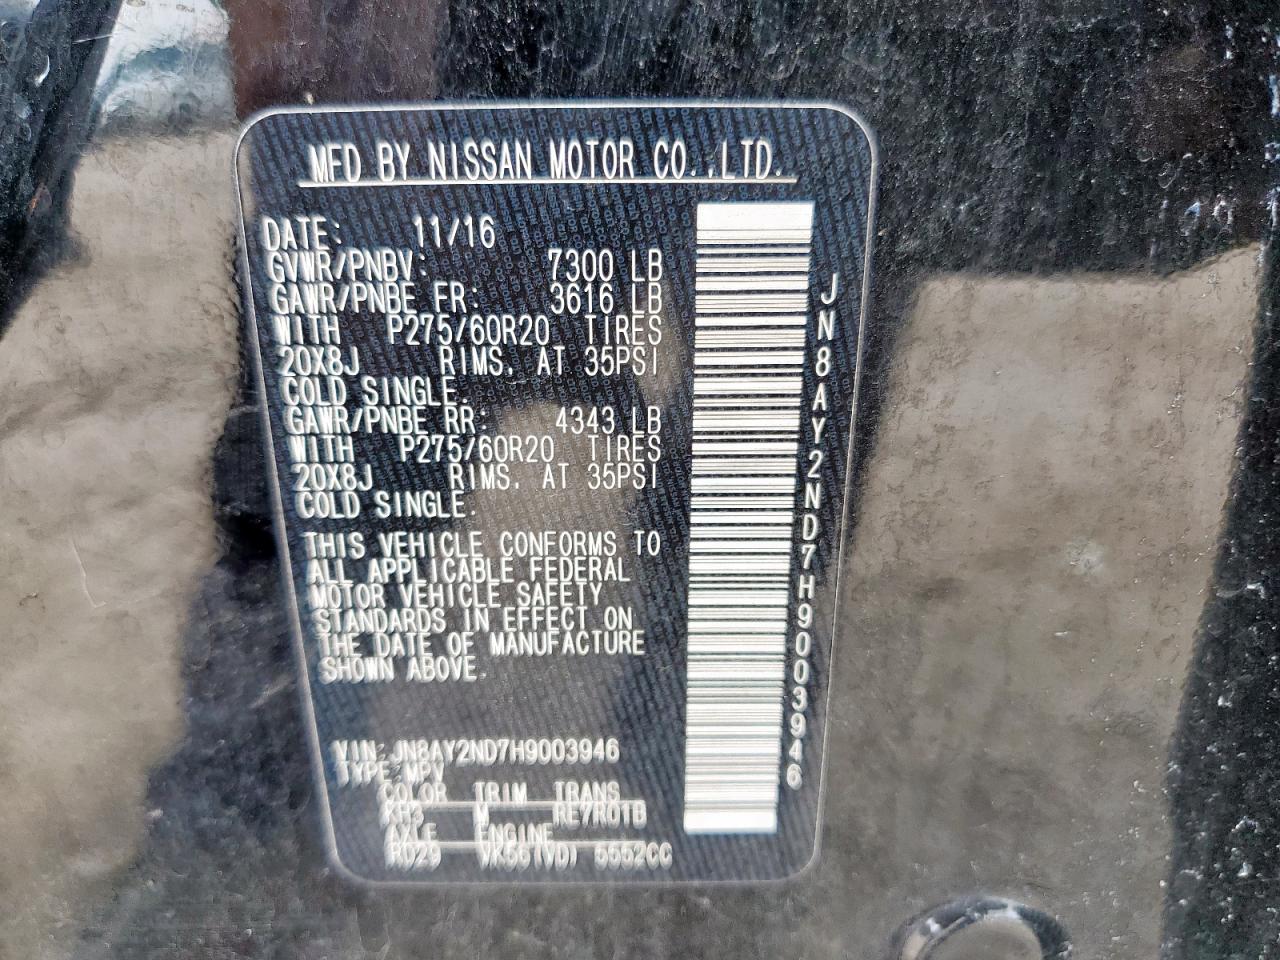 MFD BY NISSAN MOTOR CO.,LTD.
DATE: 11/16
GVWR/PNBV: 7300 LB
GAWR/PNBE FR: 3616 LB
WITH P275/60R20 TIRES
20X8J RIMS. AT 35PSI
COLD SINGLE.
GAWR/PNBE RR: 4343 LB
WITH P275/60R20 TIRES
20X8J RIMS. AT 35PSI
COLD SINGLE.
THIS VEHICLE CONFORMS TO
ALL APPLICABLE FEDERAL
MOTOR VEHICLE SAFETY
STANDARDS IN EFFECT ON
THE DATE OF MANUFACTURE
SHOWN ABOVE.
VIN:JN8AY2ND7H9003946
TYPE:MPV
COLOR TRIM TRANS
M RE7R01B
AXLE ENGINE
RD29 VK56(VD) 5552CC
JN8AY2ND7H9003946